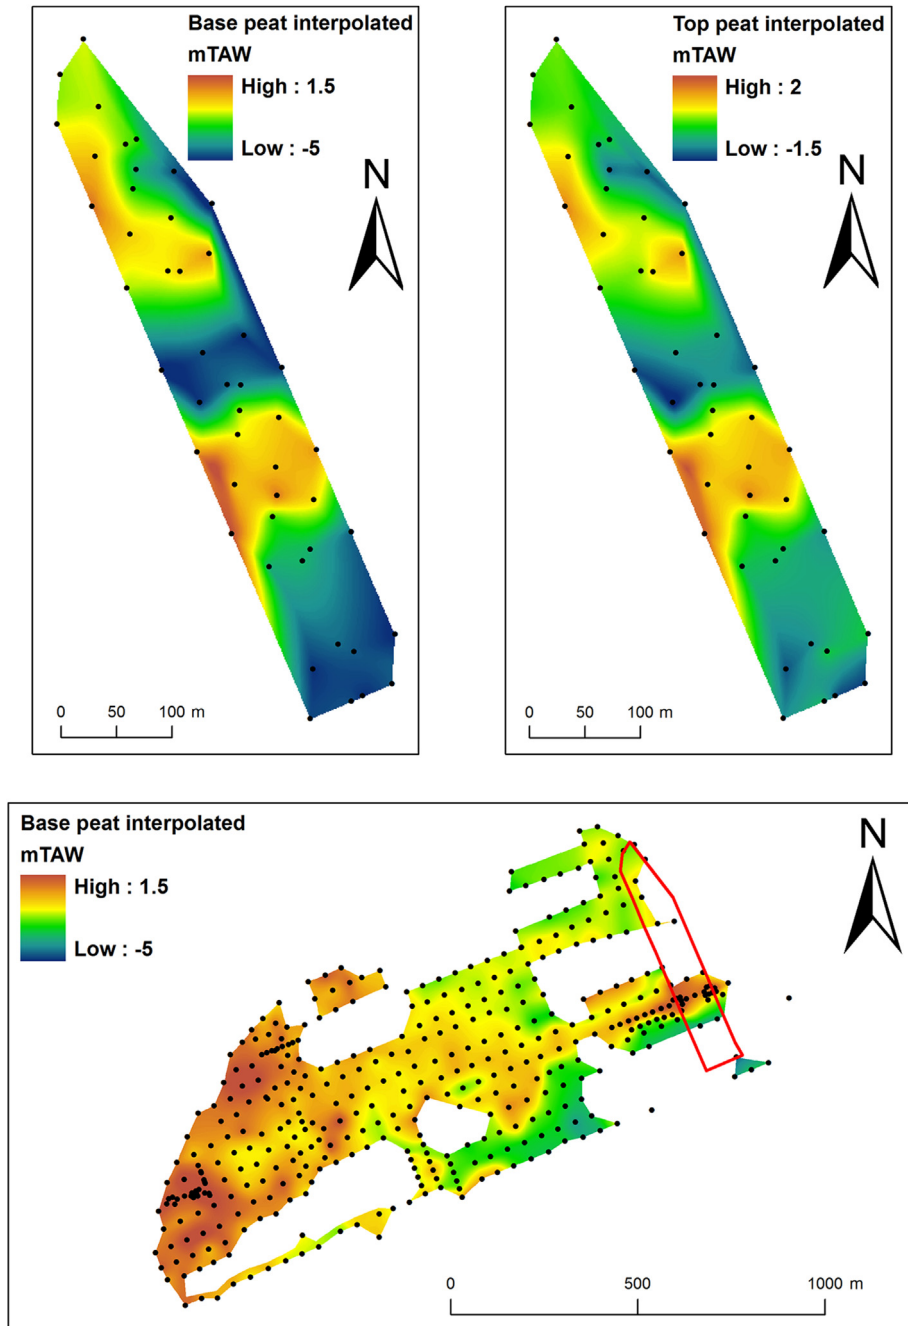 Base peat interpolated
mTAW
High : 1.5
Low : -5
N
0 50 100 m
Top peat interpolated
mTAW
High : 2
Low : -1.5
N
0 50 100 m
Base peat interpolated
mTAW
High : 1.5
Low : -5
N
0 500 1000 m